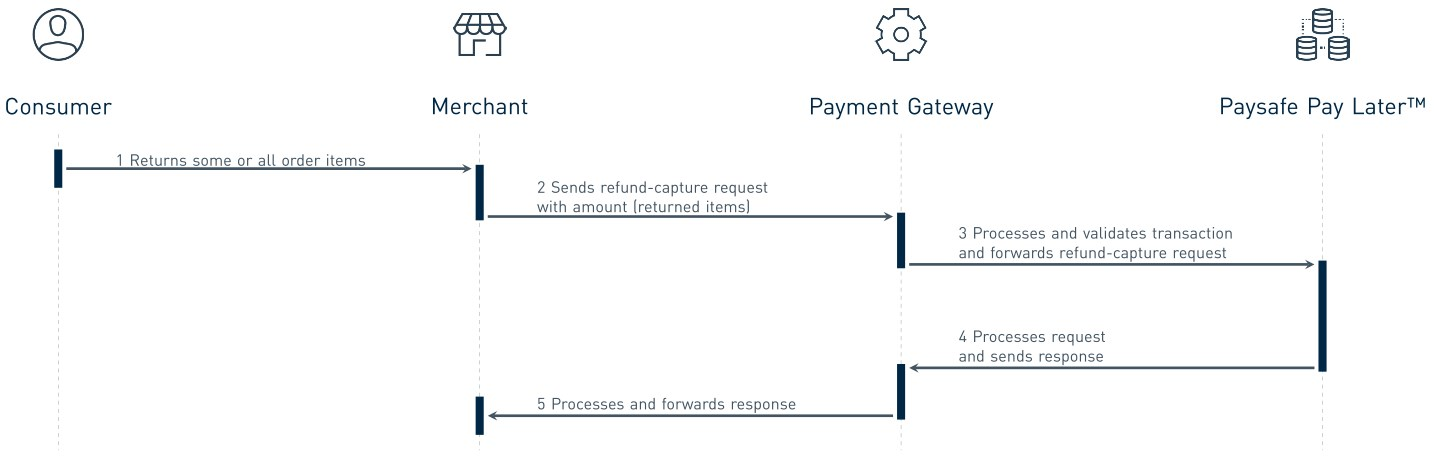 Consumer
Merchant
Payment Gateway
Paysafe Pay Later™
1 Returns some or all order items
2 Sends refund-capture request
with amount (returned items)
3 Processes and validates transaction
and forwards refund-capture request
4 Processes request
and sends response
5 Processes and forwards response